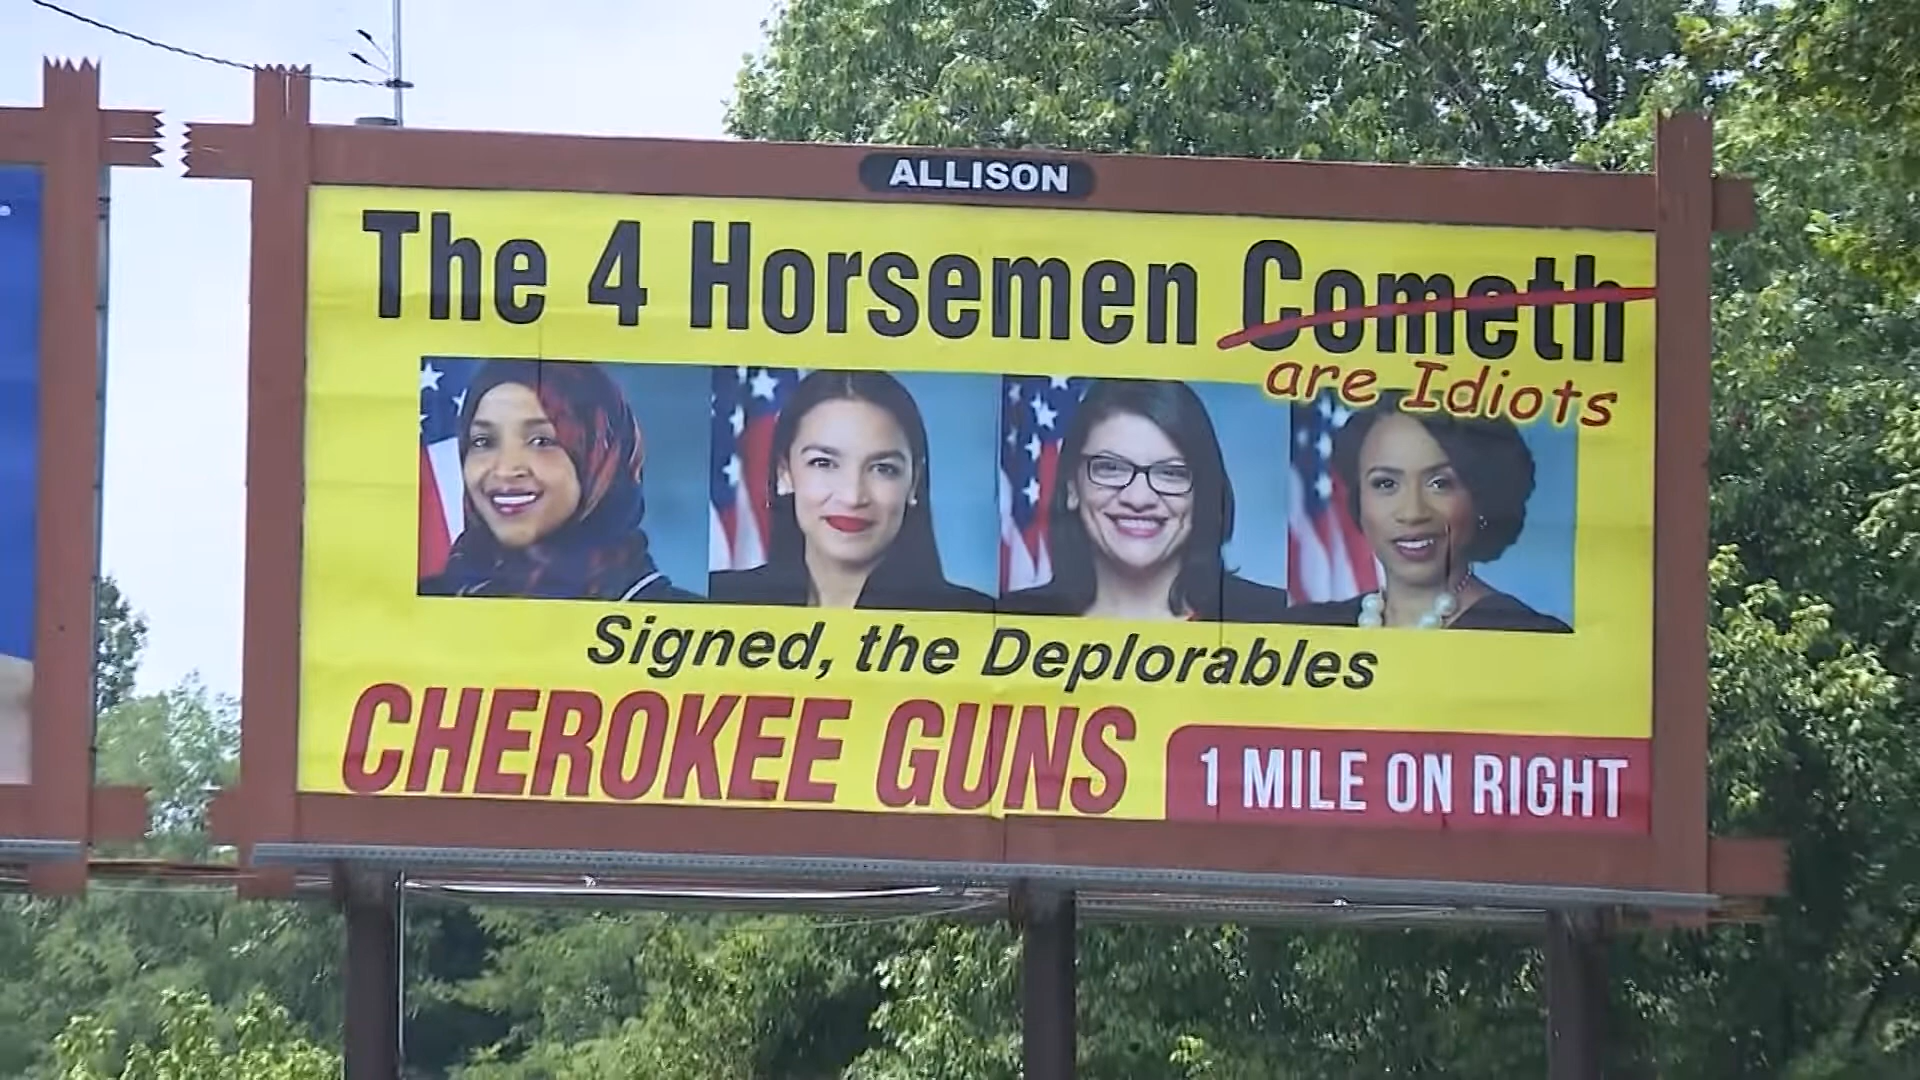 ALLISON
The 4 Horsemen Cometh
are Idiots
Signed, the Deplorables
CHEROKEE GUNS
1 MILE ON RIGHT